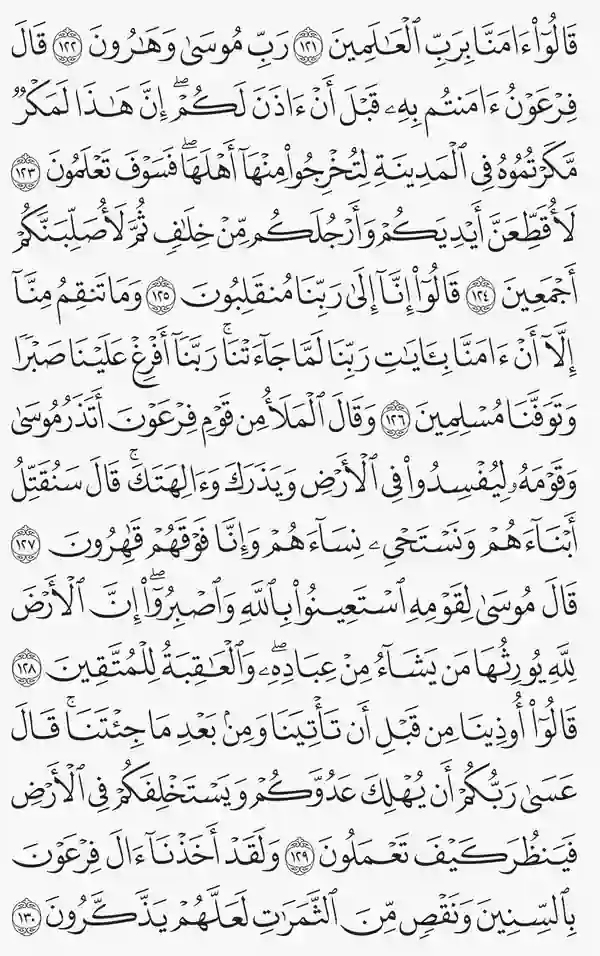 قَالُوٓا۟ ءَامَنَّا بِرَبِّ ٱلْعَـٰلَمِينَ ١٢١ رَبِّ مُوسَىٰ وَهَـٰرُونَ ١٢٢ قَالَ
فِرْعَوْنُ ءَامَنتُم بِهِۦ قَبْلَ أَنْ ءَاذَنَ لَكُمْ ۖ إِنَّ هَـٰذَا لَمَكْرٌ
مَّكَرْتُمُوهُ فِى ٱلْمَدِينَةِ لِتُخْرِجُوا۟ مِنْهَآ أَهْلَهَا ۖ فَسَوْفَ تَعْلَمُونَ ١٢٣
لَأُقَطِّعَنَّ أَيْدِيَكُمْ وَأَرْجُلَكُم مِّنْ خِلَـٰفٍ ثُمَّ لَأُصَلِّبَنَّكُمْ
أَجْمَعِينَ ١٢٤ قَالُوٓا۟ إِنَّآ إِلَىٰ رَبِّنَا مُنقَلِبُونَ ١٢٥ وَمَا تَنقِمُ مِنَّآ
إِلَّآ أَنْ ءَامَنَّا بِـَٔايَـٰتِ رَبِّنَا لَمَّا جَآءَتْنَا ۚ رَبَّنَآ أَفْرِغْ عَلَيْنَا صَبْرًا
وَتَوَفَّنَا مُسْلِمِينَ ١٢٦ وَقَالَ ٱلْمَلَأُ مِن قَوْمِ فِرْعَوْنَ أَتَذَرُ مُوسَىٰ
وَقَوْمَهُۥ لِيُفْسِدُوا۟ فِى ٱلْأَرْضِ وَيَذَرَكَ وَءَالِهَتَكَ ۚ قَالَ سَنُقَتِّلُ
أَبْنَآءَهُمْ وَنَسْتَحْىِۦ نِسَآءَهُمْ وَإِنَّا فَوْقَهُمْ قَـٰهِرُونَ ١٢٧
قَالَ مُوسَىٰ لِقَوْمِهِ ٱسْتَعِينُوا۟ بِٱللَّهِ وَٱصْبِرُوٓا۟ ۖ إِنَّ ٱلْأَرْضَ
لِلَّهِ يُورِثُهَا مَن يَشَآءُ مِنْ عِبَادِهِۦ ۖ وَٱلْعَـٰقِبَةُ لِلْمُتَّقِينَ ١٢٨
قَالُوٓا۟ أُوذِينَا مِن قَبْلِ أَن تَأْتِيَنَا وَمِنۢ بَعْدِ مَا جِئْتَنَا ۚ قَالَ
عَسَىٰ رَبُّكُمْ أَن يُهْلِكَ عَدُوَّكُمْ وَيَسْتَخْلِفَكُمْ فِى ٱلْأَرْضِ
فَيَنظُرَ كَيْفَ تَعْمَلُونَ ١٢٩ وَلَقَدْ أَخَذْنَآ ءَالَ فِرْعَوْنَ
بِٱلسِّنِينَ وَنَقْصٍ مِّنَ ٱلثَّمَرَٰتِ لَعَلَّهُمْ يَذَّكَّرُونَ ١٣٠